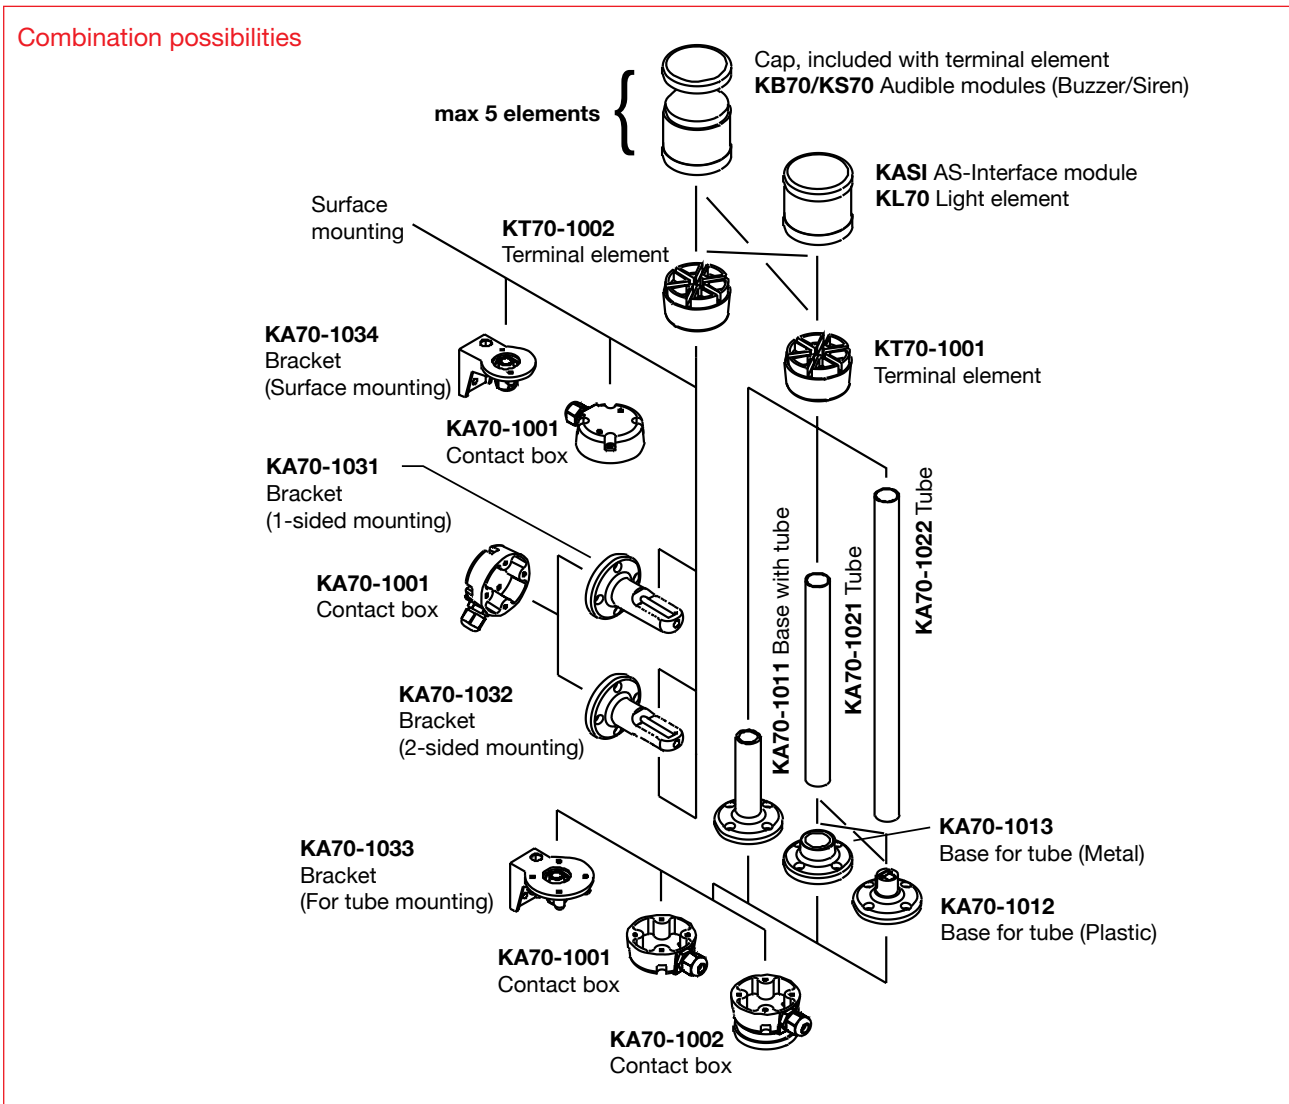 Combination possibilities
Cap, included with terminal element
KB70/KS70 Audible modules (Buzzer/Siren)
max 5 elements
KASI AS-Interface module
KL70 Light element
Surface
mounting
KT70-1002
Terminal element
KA70-1034
Bracket
(Surface mounting)
KT70-1001
Terminal element
KA70-1001
Contact box
KA70-1031
Bracket
(1-sided mounting)
KA70-1001
Contact box
KA70-1011 Base with tube
KA70-1021 Tube
KA70-1022 Tube
KA70-1032
Bracket
(2-sided mounting)
KA70-1013
Base for tube (Metal)
KA70-1033
Bracket
(For tube mounting)
KA70-1012
Base for tube (Plastic)
KA70-1001
Contact box
KA70-1002
Contact box